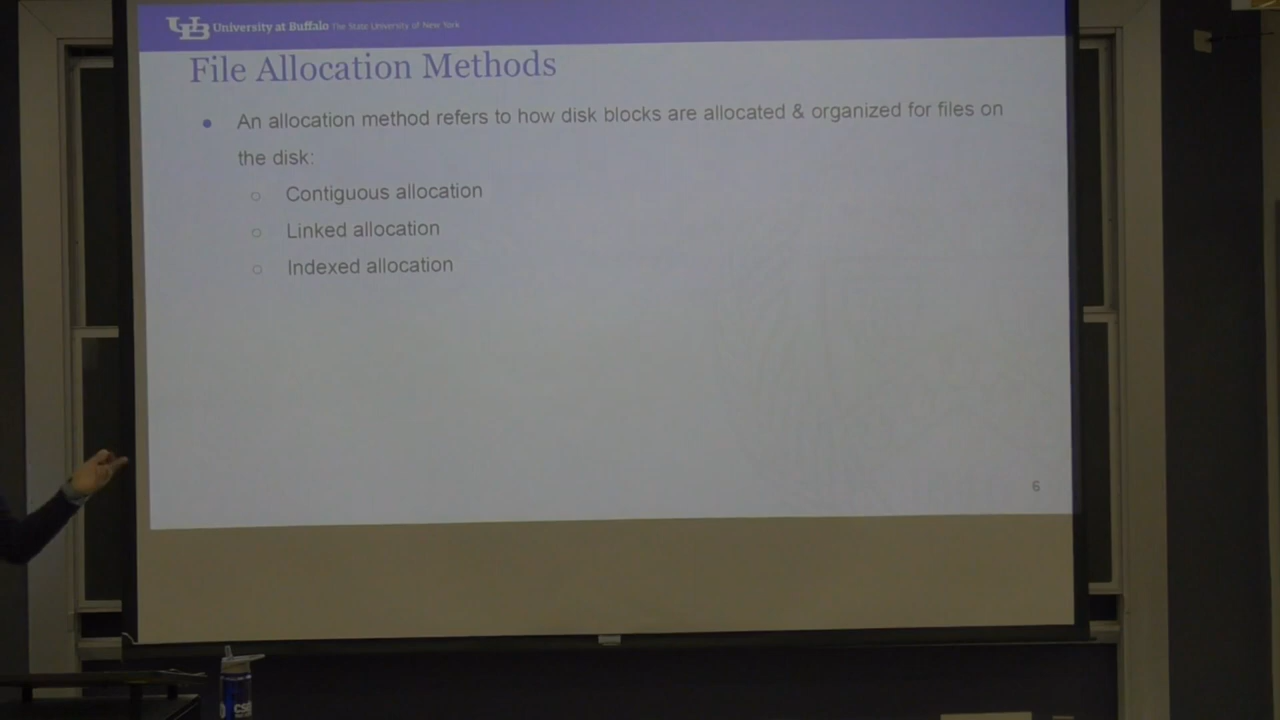 University at Buffalo The State University of New York
File Allocation Methods
An allocation method refers to how disk blocks are allocated & organized for files on
the disk:
Contiguous allocation
Linked allocation
Indexed allocation
6
CSE